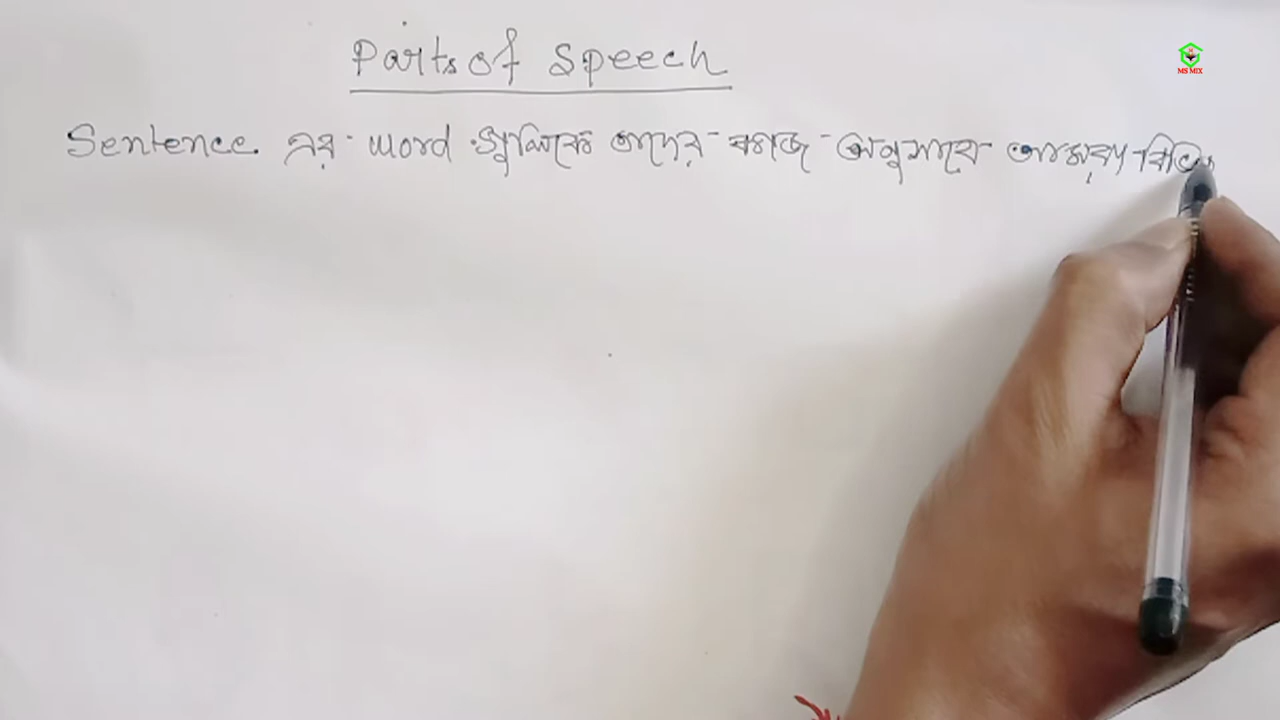 Parts of Speech
MS MIX
Sentence এর word গুলিকে তাদের কাজ অনুসারে আমরা